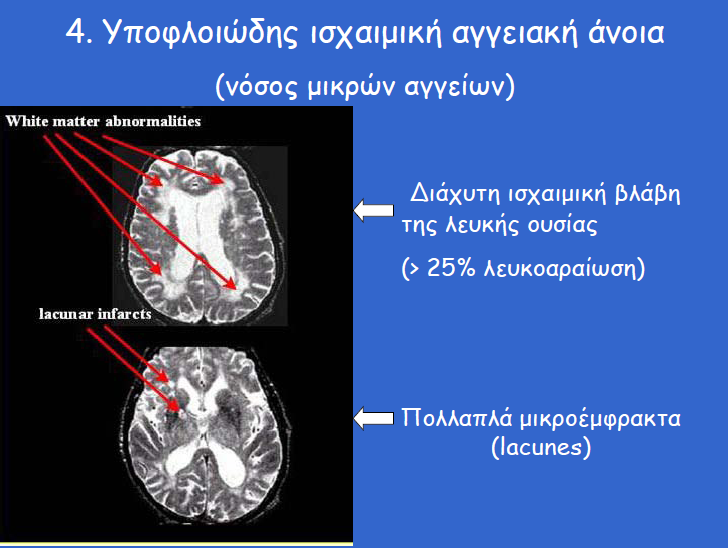 4. Υποφλοιώδης ισχαιμική αγγειακή άνοια
(νόσος μικρών αγγείων)
White matter abnormalities
Διάχυτη ισχαιμική βλάβη
της λευκής ουσίας
(> 25% λευκοαραίωση)
lacunar infarcts
Πολλαπλά μικροέμφρακτα
(lacunes)